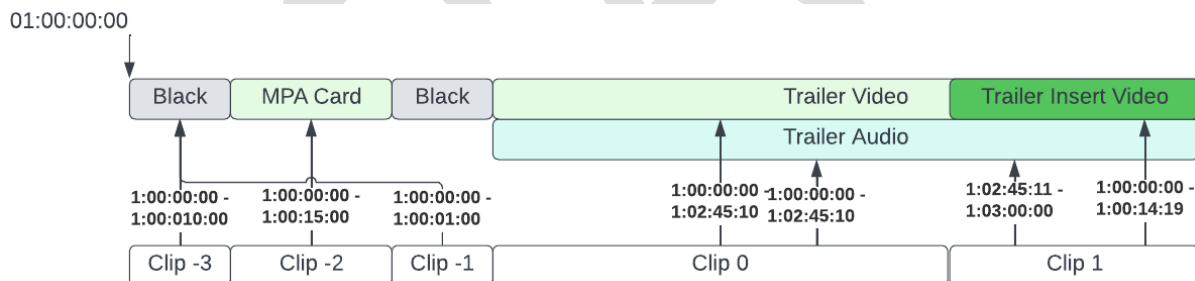 01:00:00:00
Black
MPA Card
Black
Trailer Video
Trailer Insert Video
Trailer Audio
1:00:00:00 -
1:00:010:00
1:00:00:00 -
1:00:15:00
1:00:00:00 -
1:00:01:00
1:00:00:00 -
1:02:45:10
1:00:00:00 -
1:02:45:10
1:02:45:11 -
1:03:00:00
1:00:00:00 -
1:00:14:19
Clip -3
Clip -2
Clip -1
Clip 0
Clip 1